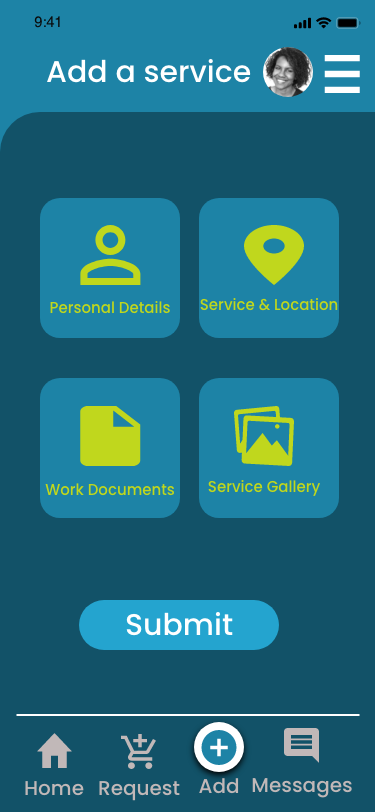 9:41
Add a service
Personal Details
Service & Location
Work Documents
Service Gallery
Submit
Home Request Add Messages